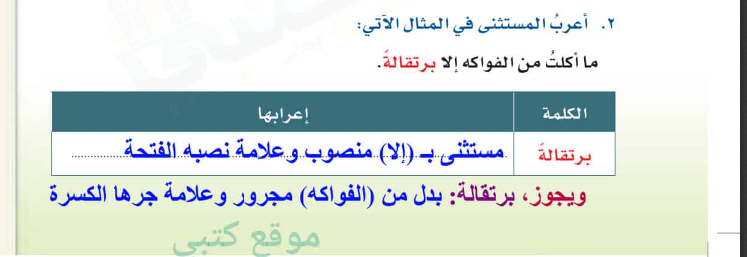 ٢. أعربُ المستثنى في المثال الآتي:
ما أكلتُ من الفواكه إلا برتقالةً.
الكلمة إعرابها
برتقالةً مستثنى بـ (إلا) منصوب وعلامة نصبه الفتحة
ويجوز، برتقالة: بدل من (الفواكه) مجرور وعلامة جرها الكسرة
موقع كتبي